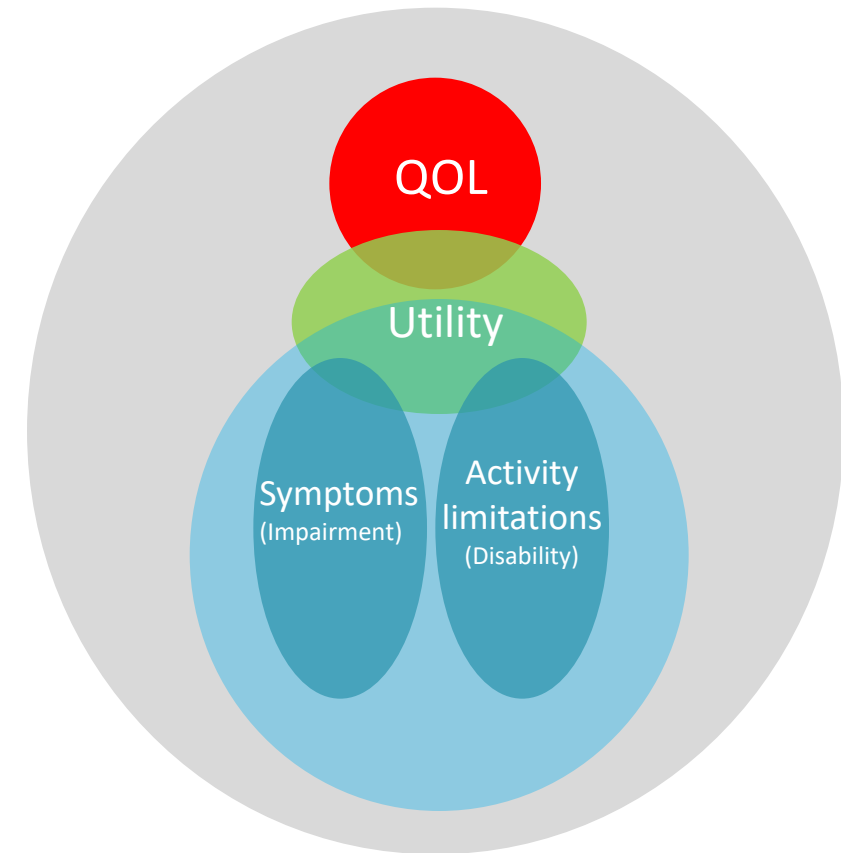 QOL
Utility
Symptoms
(Impairment)
Activity
limitations
(Disability)